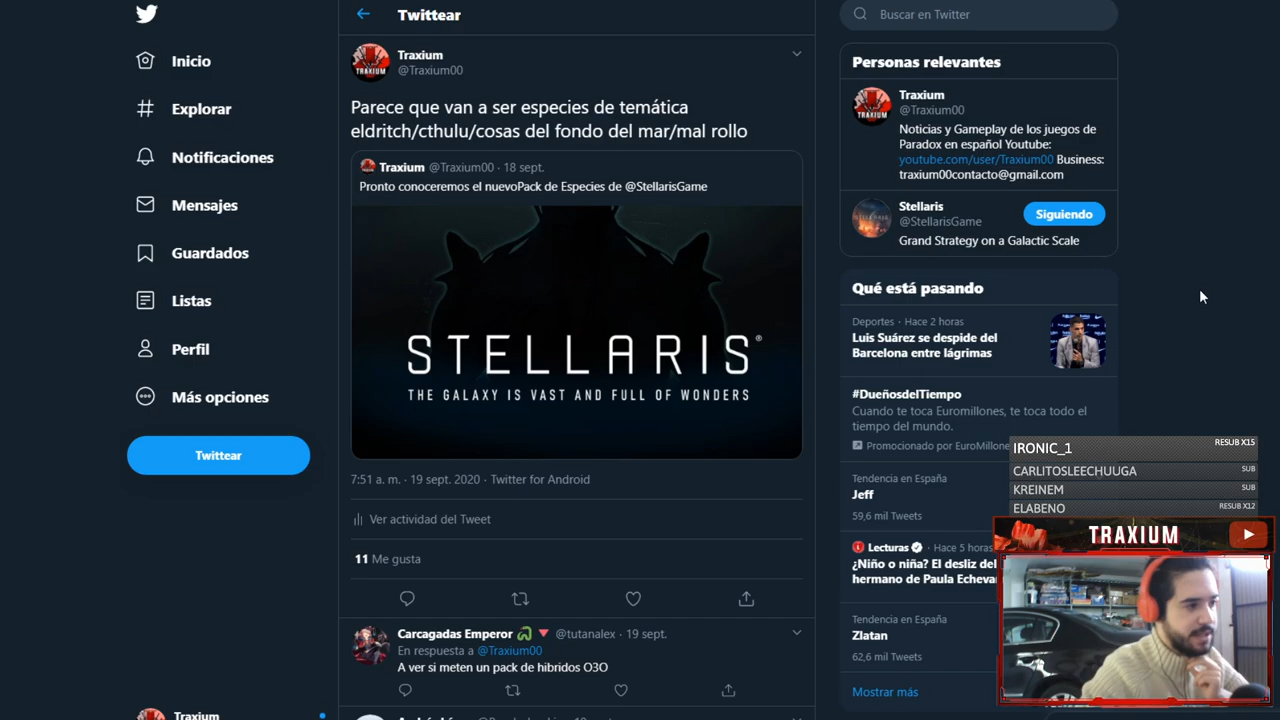 Inicio
Explorar
Notificaciones
Mensajes
Guardados
Listas
Perfil
Más opciones
Twittear
Traxium
Twittear
Traxium
@Traxium00
Parece que van a ser especies de temática
eldritch/cthulu/cosas del fondo del mar/mal rollo
Traxium @Traxium00 · 18 sept.
Pronto conoceremos el nuevoPack de Especies de @StellarisGame
STELLARIS®
THE GALAXY IS VAST AND FULL OF WONDERS
7:51 a. m. · 19 sept. 2020 · Twitter for Android
Ver actividad del Tweet
11 Me gusta
Carcagadas Emperor @tutanalex · 19 sept.
En respuesta a @Traxium00
A ver si meten un pack de hibridos O3O
Buscar en Twitter
Personas relevantes
TRAXIUM
Traxium
@Traxium00
Noticias y Gameplay de los juegos de
Paradox en español Youtube:
youtube.com/user/Traxium00 Business:
traxium00contacto@gmail.com
Stellaris
@StellarisGame
Siguiendo
Grand Strategy on a Galactic Scale
Qué está pasando
Deportes · Hace 2 horas
Luis Suárez se despide del
Barcelona entre lágrimas
#DueñosdelTiempo
Cuando te toca Euromillones, te toca todo el
tiempo del mundo.
Promocionado por EuroMillone
Tendencia en España
Jeff
59,6 mil Tweets
Lecturas · Hace 5 horas
¿Niño o niña? El desliz del
hermano de Paula Echevar
Tendencia en España
Zlatan
62,6 mil Tweets
Mostrar más
IRONIC_1 RESUB X15
CARLITOSLEECHUUGA SUB
KREINEM SUB
ELABENO RESUB X12
TRAXIUM